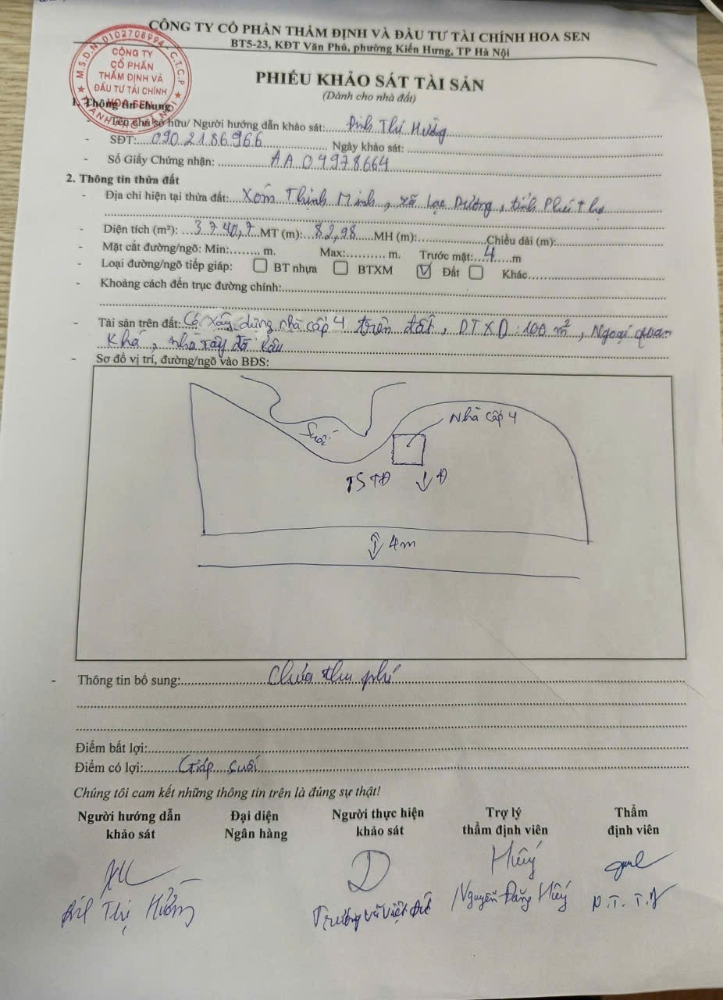 CÔNG TY CỔ PHẦN THẨM ĐỊNH VÀ ĐẦU TƯ TÀI CHÍNH HOA SEN
BT5-23, KĐT Văn Phú, phường Kiến Hưng, TP Hà Nội
M.S.D.N:0102706994-C.T.C.P
CÔNG TY
CỔ PHẦN
THẨM ĐỊNH VÀ
ĐẦU TƯ TÀI CHÍNH
HOA SEN
PHIẾU KHẢO SÁT TÀI SẢN
(Dành cho nhà đất)
1. Thông tin chung
- Tên chủ sở hữu/ Người hướng dẫn khảo sát: Đinh Thị Hường
- SĐT: 0902186966 Ngày khảo sát:
- Số Giấy Chứng nhận: AA 04978664
2. Thông tin thửa đất
- Địa chỉ hiện tại thửa đất: Xóm Thịnh Minh, xã Lạc Dương, tỉnh Phú Thọ
- Diện tích (m²): 3740,7 MT (m): 82,98 MH (m): Chiều dài (m):
- Mặt cắt đường/ngõ: Min: m. Max: m. Trước mặt: 4 m
- Loại đường/ngõ tiếp giáp: BT nhựa BTXM Đất Khác
- Khoảng cách đến trục đường chính:
- Tài sản trên đất: Có xây dựng nhà cấp 4 trên đất, DTXD: 100 m², Ngoại quan
khá, nhà xây đã lâu
- Sơ đồ vị trí, đường/ngõ vào BĐS:
Suối
Nhà cấp 4
TSTĐ
Đ
4m
- Thông tin bổ sung: Chưa thu phí
Điểm bất lợi:
Điểm có lợi: Giáp suối
Chúng tôi cam kết những thông tin trên là đúng sự thật!
Người hướng dẫn khảo sát
Đại diện Ngân hàng
Người thực hiện khảo sát
Trợ lý thẩm định viên
Thẩm định viên
Huý
Thị Hường
Trương Vũ Việt Đức
Nguyễn Đăng Huý
N.T.T.